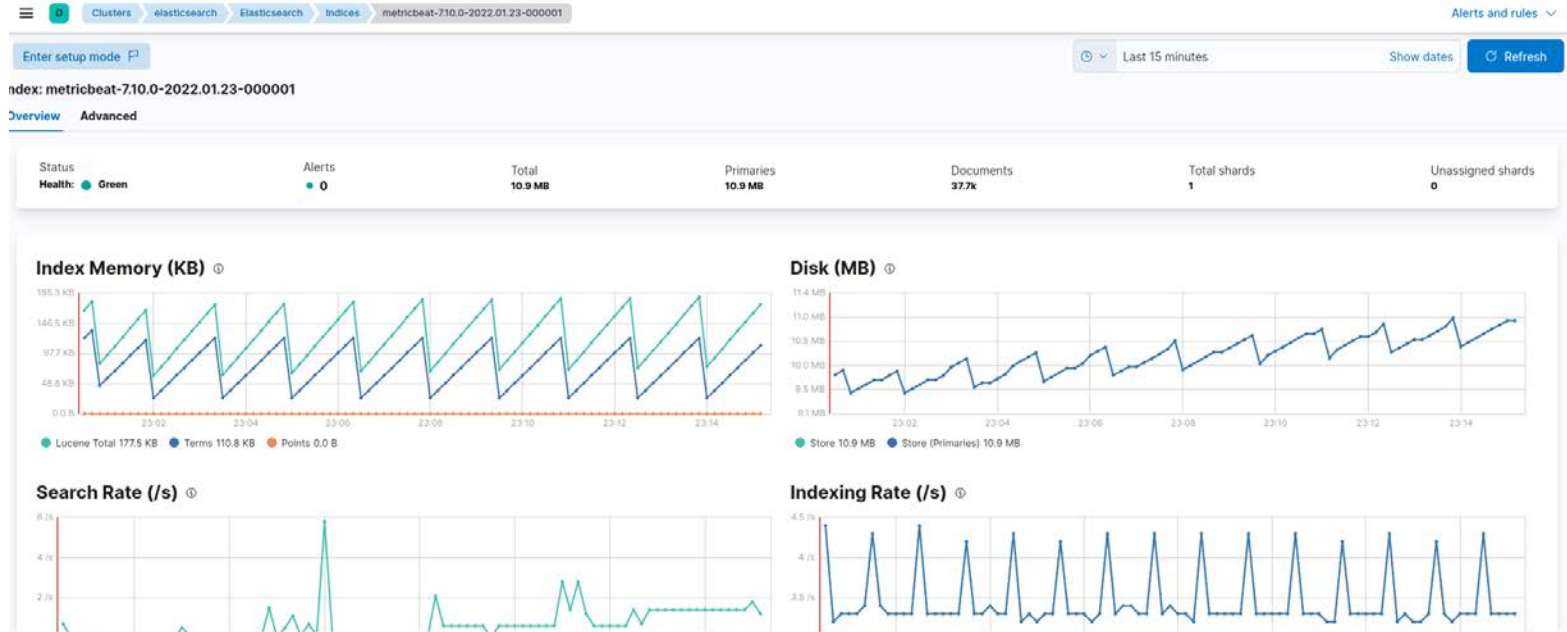 D Clusters elasticsearch Elasticsearch Indices metricbeat-7.10.0-2022.01.23-000001 Alerts and rules
Enter setup mode Last 15 minutes Show dates Refresh
ndex: metricbeat-7.10.0-2022.01.23-000001
Overview Advanced
Status Alerts Total Primaries Documents Total shards Unassigned shards
Health: Green 0 10.9 MB 10.9 MB 37.7k 1 0
Index Memory (KB)
195.3 KB
146.5 KB
97.7 KB
48.8 KB
0.0 B
23:02 23:04 23:06 23:08 23:10 23:12 23:14
Lucene Total 177.5 KB Terms 110.8 KB Points 0.0 B
Disk (MB)
11.4 MB
11.0 MB
10.5 MB
10.0 MB
9.5 MB
9.1 MB
23:02 23:04 23:06 23:08 23:10 23:12 23:14
Store 10.9 MB Store (Primaries) 10.9 MB
Search Rate (/s)
6 /s
4 /s
2 /s
Indexing Rate (/s)
4.5 /s
4 /s
3.5 /s